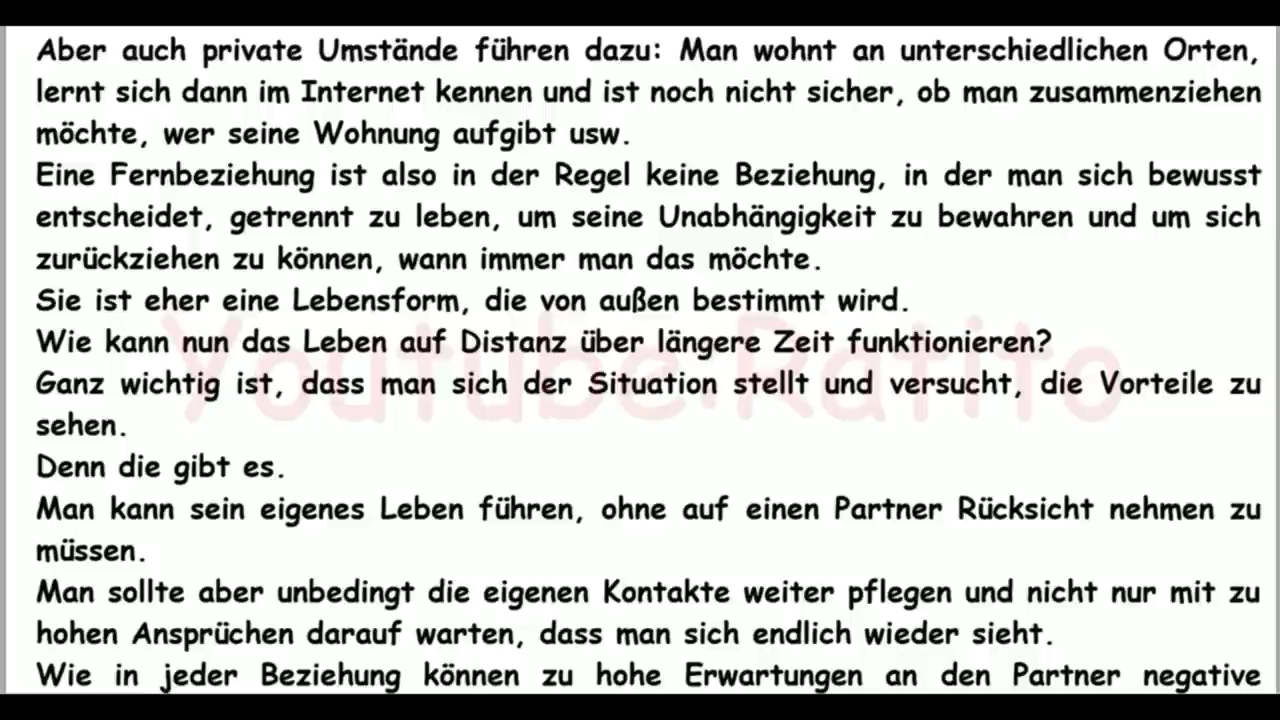 Aber auch private Umstände führen dazu: Man wohnt an unterschiedlichen Orten,
lernt sich dann im Internet kennen und ist noch nicht sicher, ob man zusammenziehen
möchte, wer seine Wohnung aufgibt usw.
Eine Fernbeziehung ist also in der Regel keine Beziehung, in der man sich bewusst
entscheidet, getrennt zu leben, um seine Unabhängigkeit zu bewahren und um sich
zurückziehen zu können, wann immer man das möchte.
Sie ist eher eine Lebensform, die von außen bestimmt wird.
Wie kann nun das Leben auf Distanz über längere Zeit funktionieren?
Youtube:Ratito
Ganz wichtig ist, dass man sich der Situation stellt und versucht, die Vorteile zu
sehen.
Denn die gibt es.
Man kann sein eigenes Leben führen, ohne auf einen Partner Rücksicht nehmen zu
müssen.
Man sollte aber unbedingt die eigenen Kontakte weiter pflegen und nicht nur mit zu
hohen Ansprüchen darauf warten, dass man sich endlich wieder sieht.
Wie in jeder Beziehung können zu hohe Erwartungen an den Partner negative